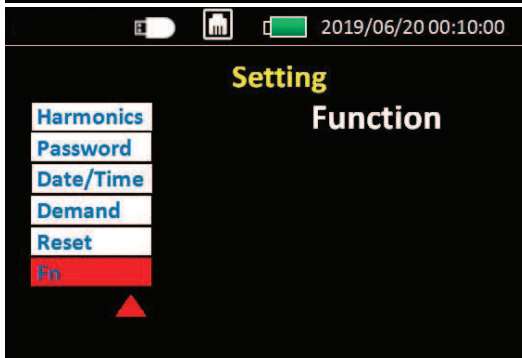 2019/06/20 00:10:00
Setting
Function
Harmonics
Password
Date/Time
Demand
Reset
Fn